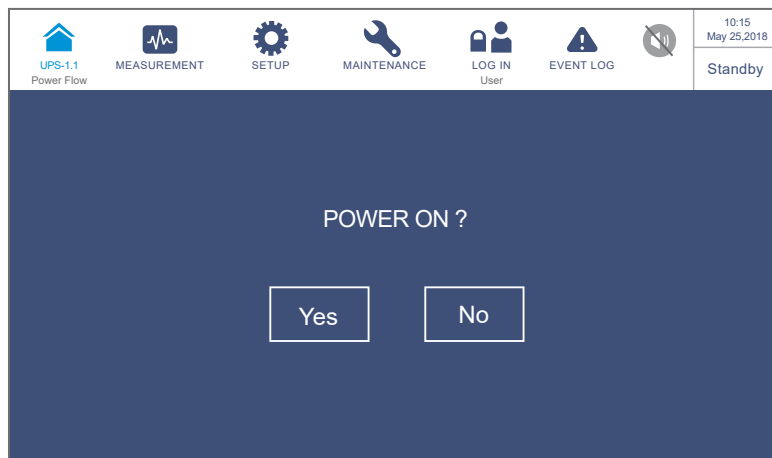 UPS-1.1
Power Flow
MEASUREMENT
SETUP
MAINTENANCE
LOG IN
User
EVENT LOG
10:15
May 25,2018
Standby
POWER ON ?
Yes
No